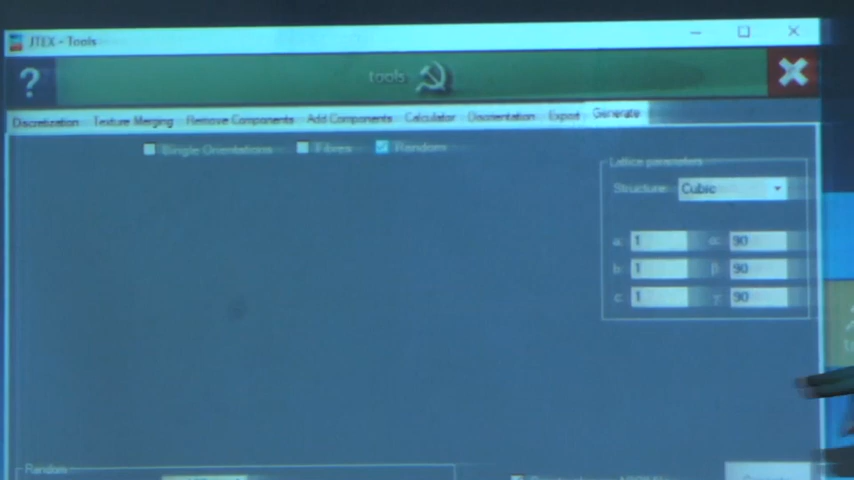 JTEX - Tools
?
tools
Discretization Texture Merging Remove Components Add Components Calculator Disorientation Export Generate
Single Orientations Fibres Random
Lattice parameters
Structure: Cubic
a: 1 α: 90
b: 1 β: 90
c: 1 γ: 90
Random